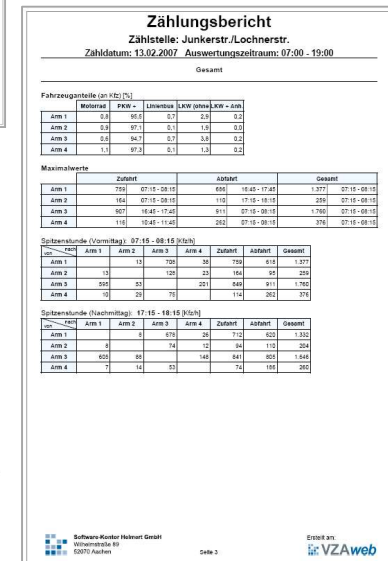 Zählungsbericht
Zählstelle: Junkerstr./Lochnerstr.
Zähldatum: 13.02.2007 Auswertungszeitraum: 07:00 - 19:00
Gesamt
Fahrzeuganteile (an Kfz) [%]
Motorrad PKW + Linienbus LKW (ohne LKW + Anh.
Arm 1 0,8 95,5 0,7 2,9 0,2
Arm 2 0,9 97,1 0,1 1,9 0,0
Arm 3 0,6 94,7 0,7 3,8 0,2
Arm 4 1,1 97,3 0,1 1,3 0,2
Maximalwerte
Zufahrt Abfahrt Gesamt
Arm 1 759 07:15 - 08:15 686 16:45 - 17:45 1.377 07:15 - 08:15
Arm 2 164 07:15 - 08:15 110 17:15 - 18:15 259 07:15 - 08:15
Arm 3 907 16:45 - 17:45 911 07:15 - 08:15 1.760 07:15 - 08:15
Arm 4 116 10:45 - 11:45 262 07:15 - 08:15 376 07:15 - 08:15
Spitzenstunde (Vormittag): 07:15 - 08:15 [Kfz/h]
von nach Arm 1 Arm 2 Arm 3 Arm 4 Zufahrt Abfahrt Gesamt
Arm 1 13 708 38 759 618 1.377
Arm 2 13 128 23 164 95 259
Arm 3 595 53 201 849 911 1.760
Arm 4 10 29 75 114 262 376
Spitzenstunde (Nachmittag): 17:15 - 18:15 [Kfz/h]
von nach Arm 1 Arm 2 Arm 3 Arm 4 Zufahrt Abfahrt Gesamt
Arm 1 8 678 26 712 620 1.332
Arm 2 8 74 12 94 110 204
Arm 3 605 88 148 841 805 1.646
Arm 4 7 14 53 74 186 260
Software-Kontor Helmert GmbH
Wilhelmstraße 89
52070 Aachen
Seite 3
Erstellt am:
VZAweb